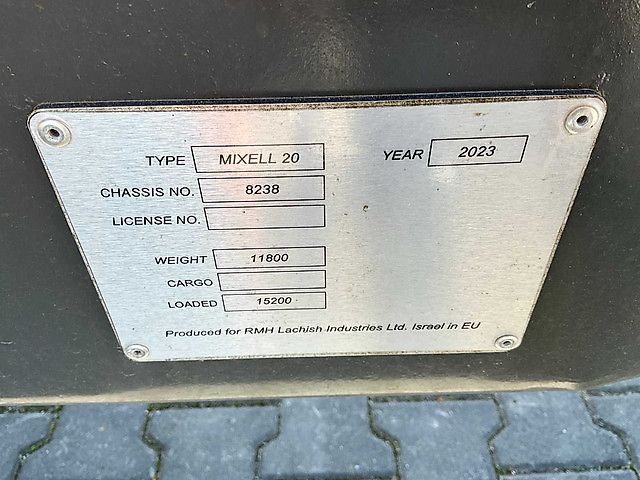 TYPE MIXELL 20 YEAR 2023
CHASSIS NO. 8238
LICENSE NO.
WEIGHT 11800
CARGO
LOADED 15200
Produced for RMH Lachish Industries Ltd. Israel in EU